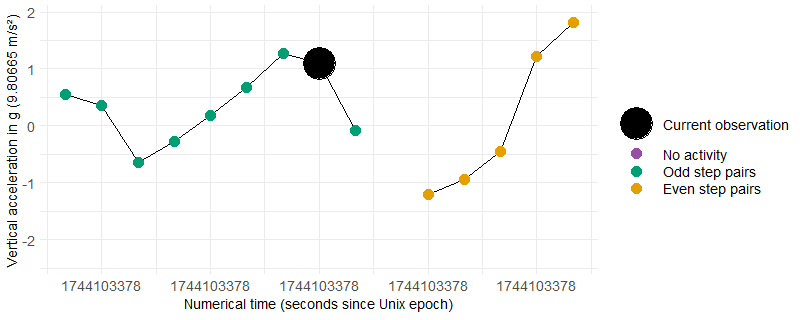 Vertical acceleration in g (9.80665 m/s²)
2
1
0
-1
-2
1744103378 1744103378 1744103378 1744103378 1744103378
Numerical time (seconds since Unix epoch)
Current observation
No activity
Odd step pairs
Even step pairs